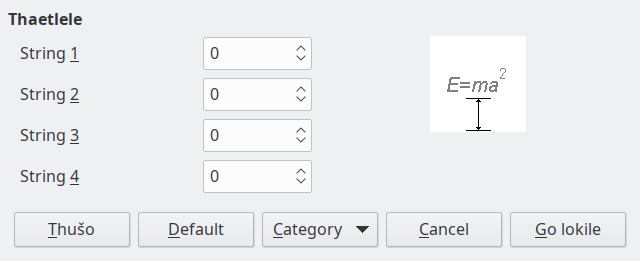 Thaetlele
String 1 0
String 2 0
String 3 0
String 4 0
E=ma²
Thušo Default Category Cancel Go lokile